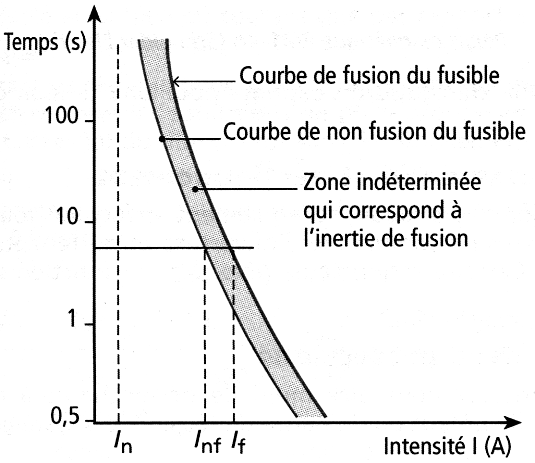 Temps (s)
Courbe de fusion du fusible
100
Courbe de non fusion du fusible
Zone indéterminée
qui correspond à
l'inertie de fusion
10
1
0,5
In
Inf
If
Intensité I (A)